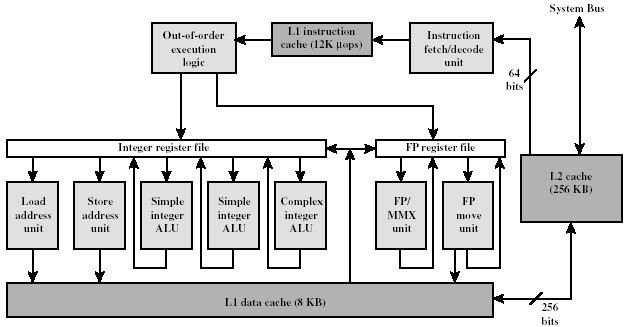 System Bus
Out-of-order
execution
logic
L1 instruction
cache (12K µops)
Instruction
fetch/decode
unit
64
bits
Integer register file
FP register file
L2 cache
(256 KB)
Load
address
unit
Store
address
unit
Simple
integer
ALU
Simple
integer
ALU
Complex
integer
ALU
FP/
MMX
unit
FP
move
unit
L1 data cache (8 KB)
256
bits